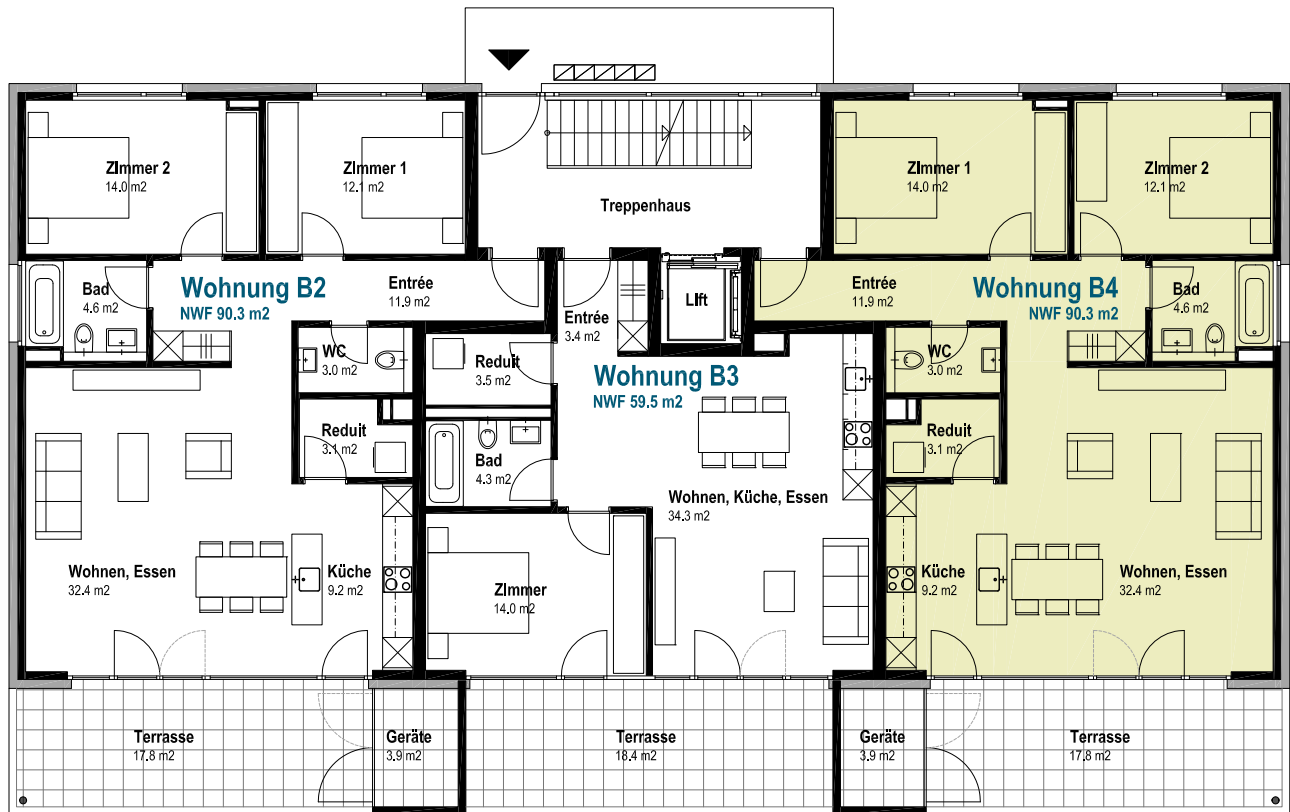 ZImmer 2
14.0 m2
ZImmer 1
12.1 m2
Treppenhaus
ZImmer 1
14.0 m2
ZImmer 2
12.1 m2
Bad
4.6 m2
Wohnung B2
NWF 90.3 m2
Entrée
11.9 m2
Entrée
3.4 m2
LIft
Entrée
11.9 m2
Wohnung B4
NWF 90.3 m2
Bad
4.6 m2
WC
3.0 m2
Reduit
3.5 m2
Wohnung B3
NWF 59.5 m2
WC
3.0 m2
Reduit
3.1 m2
Bad
4.3 m2
Reduit
3.1 m2
Wohnen, Küche, Essen
34.3 m2
Wohnen, Essen
32.4 m2
Küche
9.2 m2
ZImmer
14.0 m2
Küche
9.2 m2
Wohnen, Essen
32.4 m2
Terrasse
17.8 m2
Geräte
3.9 m2
Terrasse
18.4 m2
Geräte
3.9 m2
Terrasse
17.8 m2